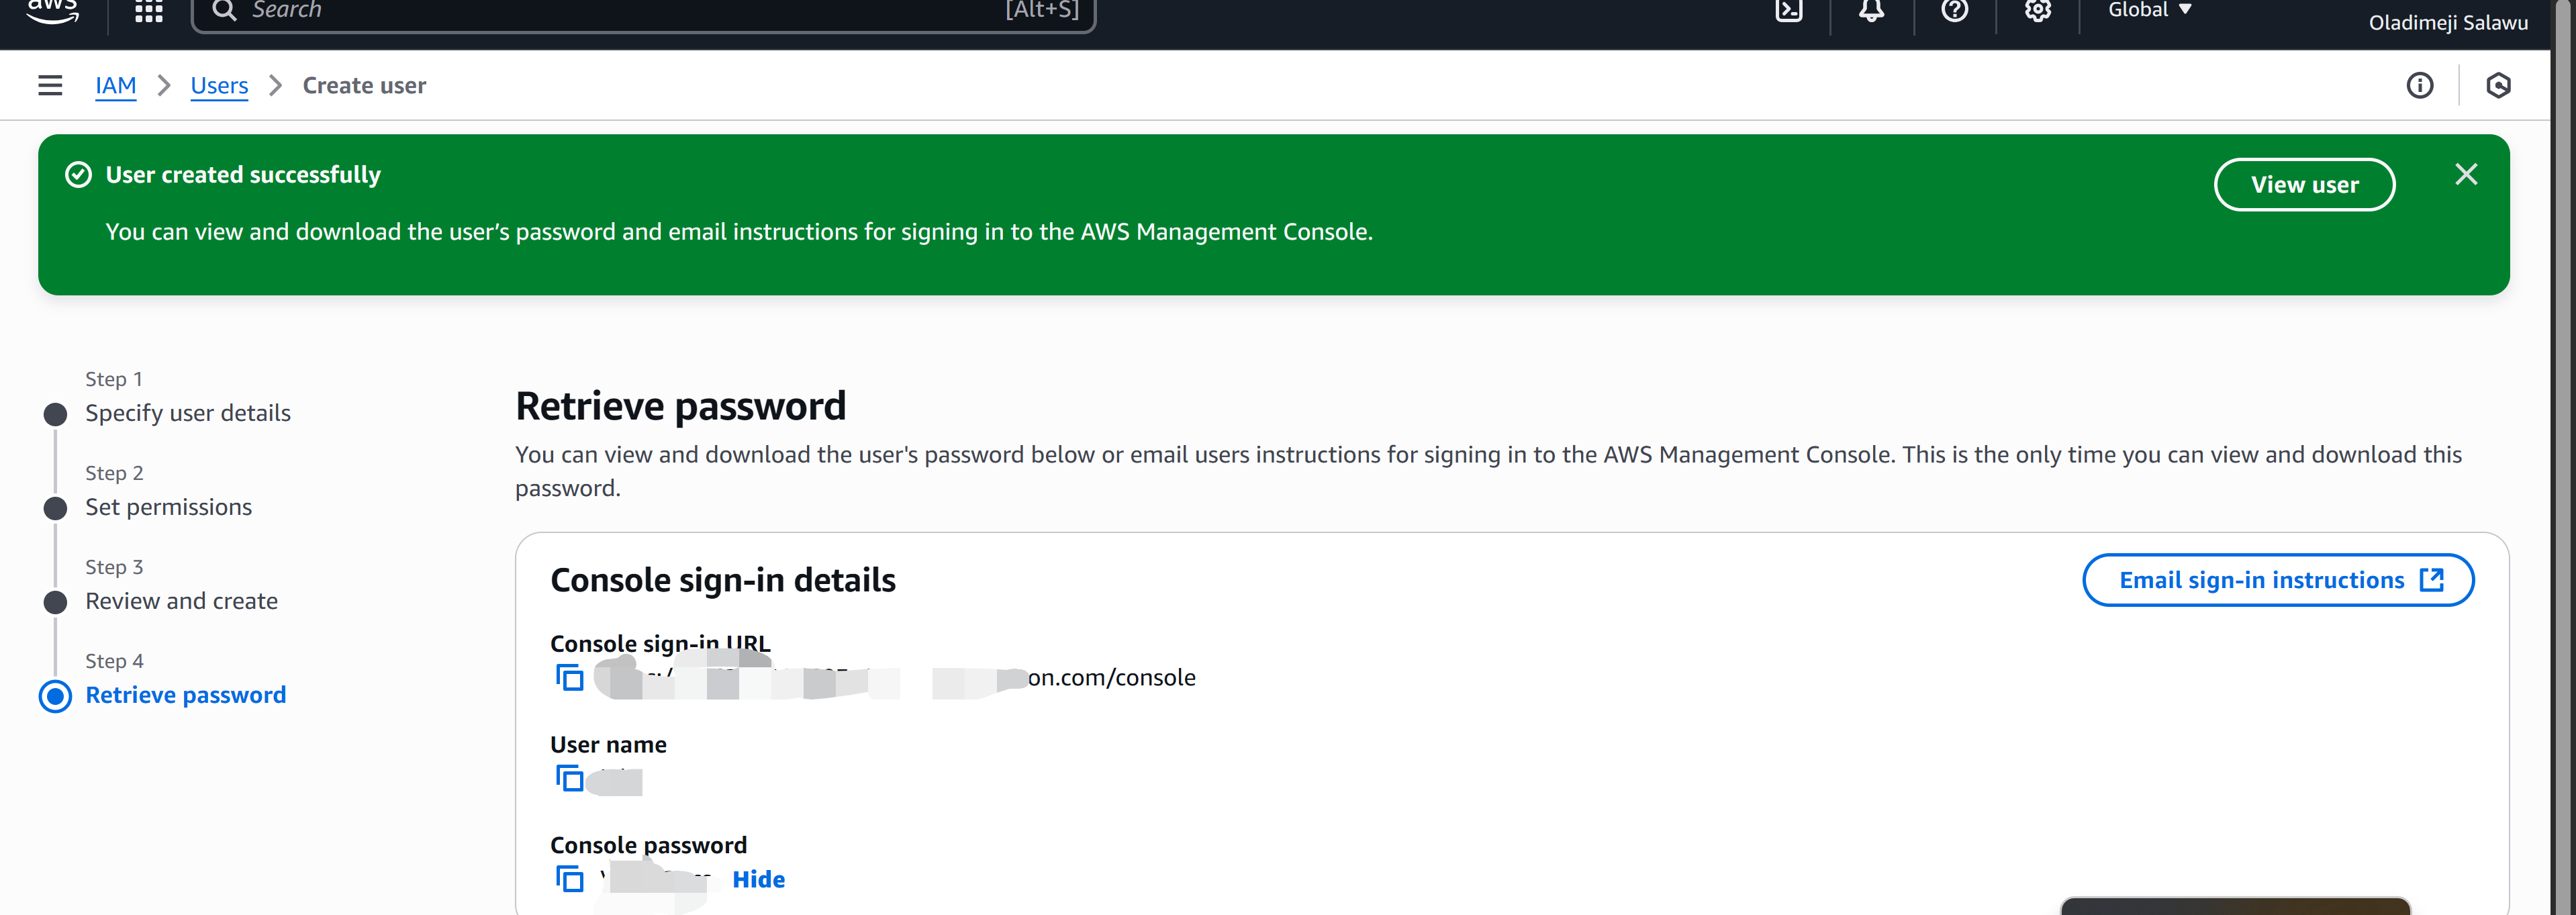 aws
Search
[Alt+S]
Global
Oladimeji Salawu
IAM
Users
Create user
User created successfully
View user
You can view and download the user’s password and email instructions for signing in to the AWS Management Console.
Step 1
Specify user details
Step 2
Set permissions
Step 3
Review and create
Step 4
Retrieve password
Retrieve password
You can view and download the user's password below or email users instructions for signing in to the AWS Management Console. This is the only time you can view and download this
password.
Console sign-in details
Email sign-in instructions
Console sign-in URL
on.com/console
User name
Console password
Hide